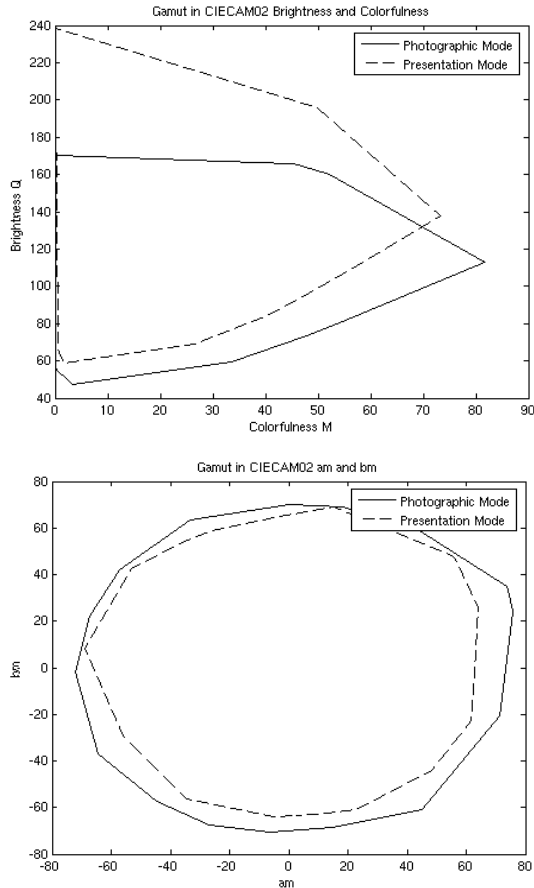 Gamut in CIECAM02 Brightness and Colorfulness
240
220
200
180
160
140
120
100
80
60
40
Brightness Q
Photographic Mode
Presentation Mode
0 10 20 30 40 50 60 70 80 90
Colorfulness M
Gamut in CIECAM02 am and bm
80
60
40
20
0
-20
-40
-60
-80
bm
Photographic Mode
Presentation Mode
-80 -60 -40 -20 0 20 40 60 80
am